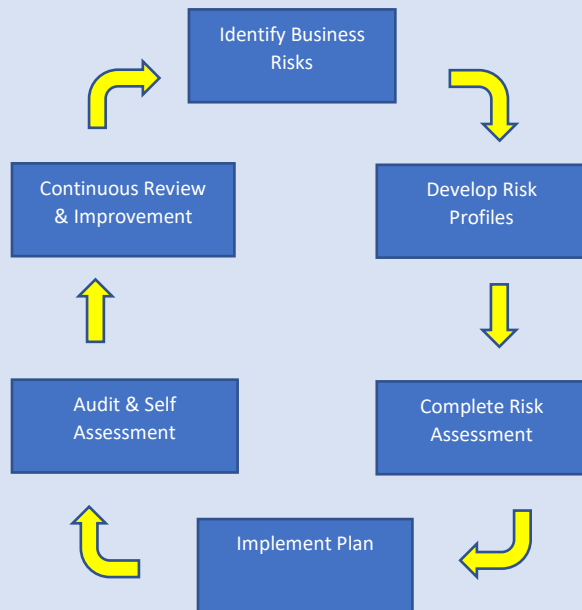 Identify Business
Risks
Develop Risk
Profiles
Complete Risk
Assessment
Implement Plan
Audit & Self
Assessment
Continuous Review
& Improvement